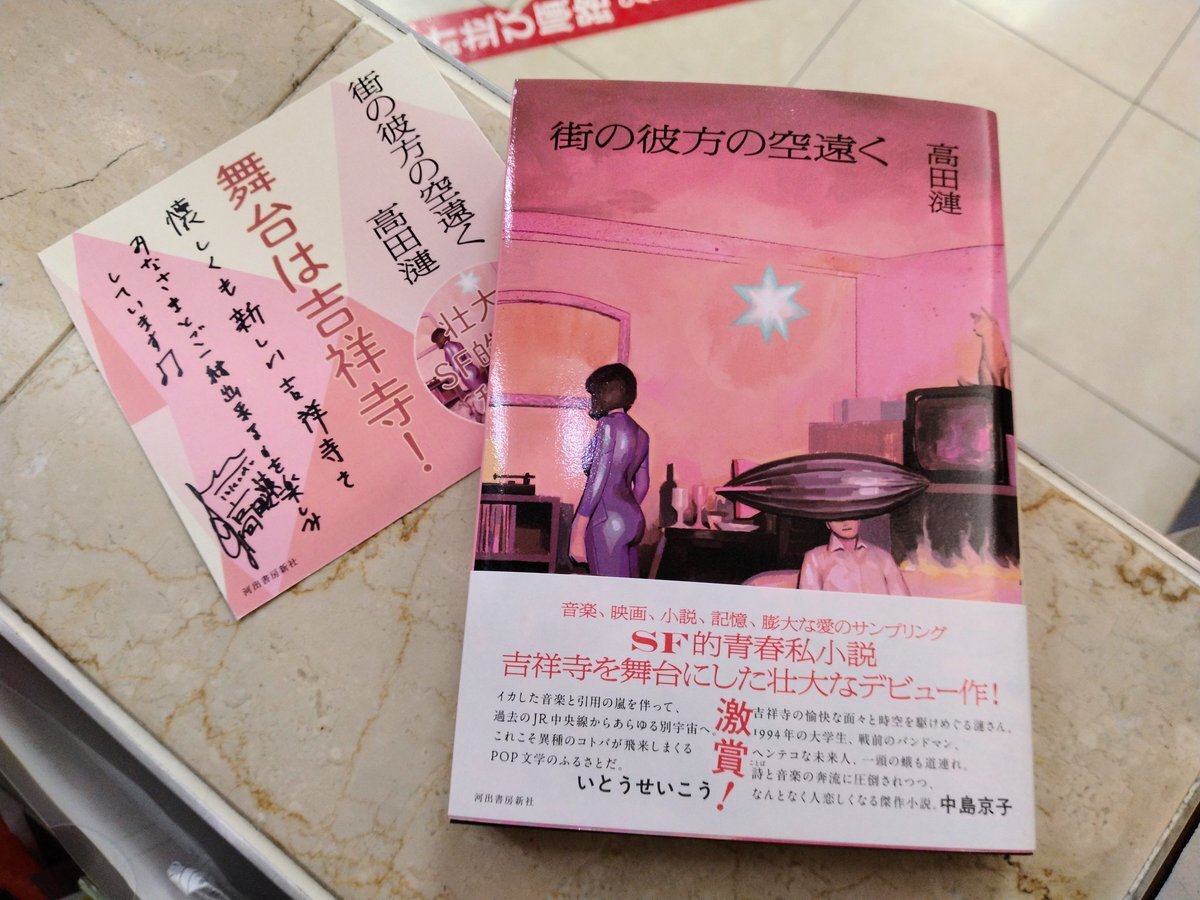 計並び順路
街の彼方の空遠く
高田漣
舞台は吉祥寺！
懐しくも新しい吉祥寺を
みなさまとご一緒出来る日を楽しみ
しています
高田漣
壮大
SF的
河出書房新社
街の彼方の空遠く
高田漣
音楽、映画、小説、記憶、膨大な愛のサンプリング
SF的青春私小説
吉祥寺を舞台にした壮大なデビュー作！
激賞！
イカした音楽と引用の嵐を伴って、
過去のJR中央線からあらゆる別宇宙へ、
これこそ異種のコトバが飛来しまくる
POP文学のふるさとだ。
いとうせいこう
吉祥寺の愉快な面々と時空を駆けめぐる漣さん、
1994年の大学生、戦前のバンドマン、
ヘンテコな未来人、一頭の蛾も道連れ。
詩と音楽の奔流に圧倒されつつ、
ことば
なんとなく人恋しくなる傑作小説。中島京子
河出書房新社